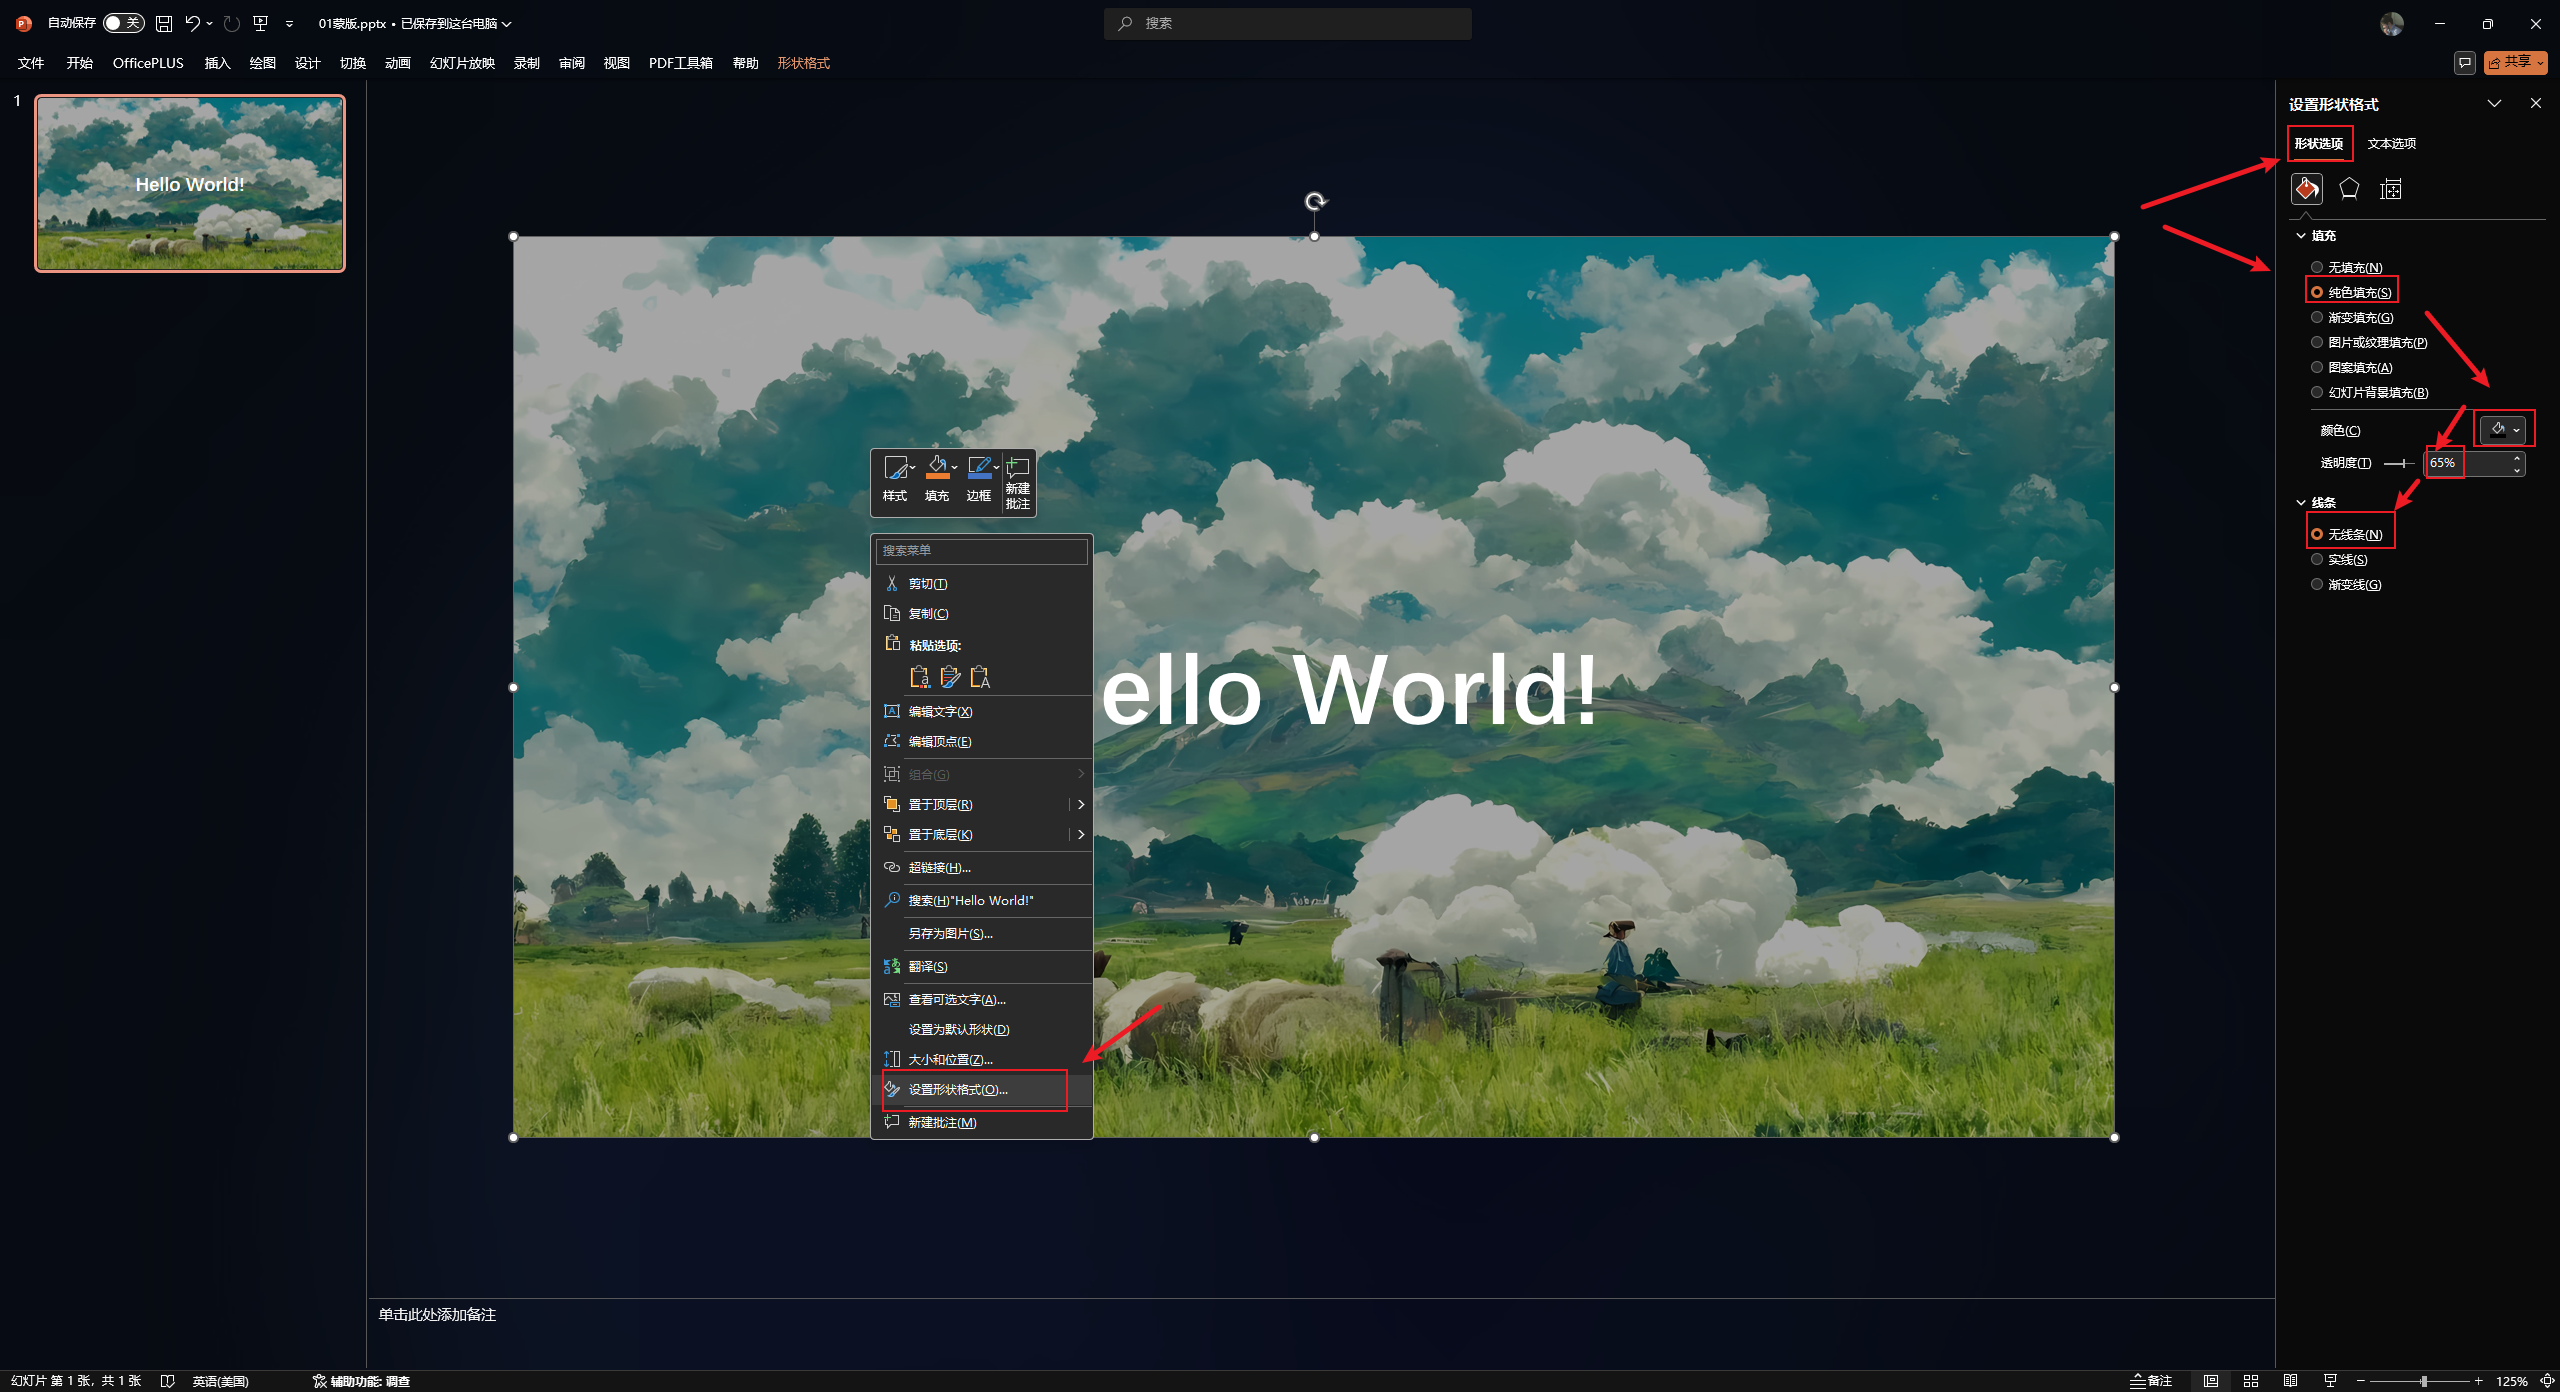 自动保存 关 01蒙版.pptx • 已保存到这台电脑 搜索
文件 开始 OfficePLUS 插入 绘图 设计 切换 动画 幻灯片放映 录制 审阅 视图 PDF工具箱 帮助 形状格式 共享
1
Hello World!
ello World!
样式 填充 边框 新建
批注
搜索菜单
剪切(T)
复制(C)
粘贴选项:
编辑文字(X)
编辑顶点(E)
组合(G)
置于顶层(R)
置于底层(K)
超链接(H)...
搜索(H)"Hello World!"
另存为图片(S)...
翻译(S)
查看可选文字(A)...
设置为默认形状(D)
大小和位置(Z)...
设置形状格式(O)...
新建批注(M)
设置形状格式
形状选项 文本选项
填充
无填充(N)
纯色填充(S)
渐变填充(G)
图片或纹理填充(P)
图案填充(A)
幻灯片背景填充(B)
颜色(C)
透明度(T) 65%
线条
无线条(N)
实线(S)
渐变线(G)
单击此处添加备注
幻灯片 第 1 张，共 1 张 英语(美国) 辅助功能: 调查 备注 125%